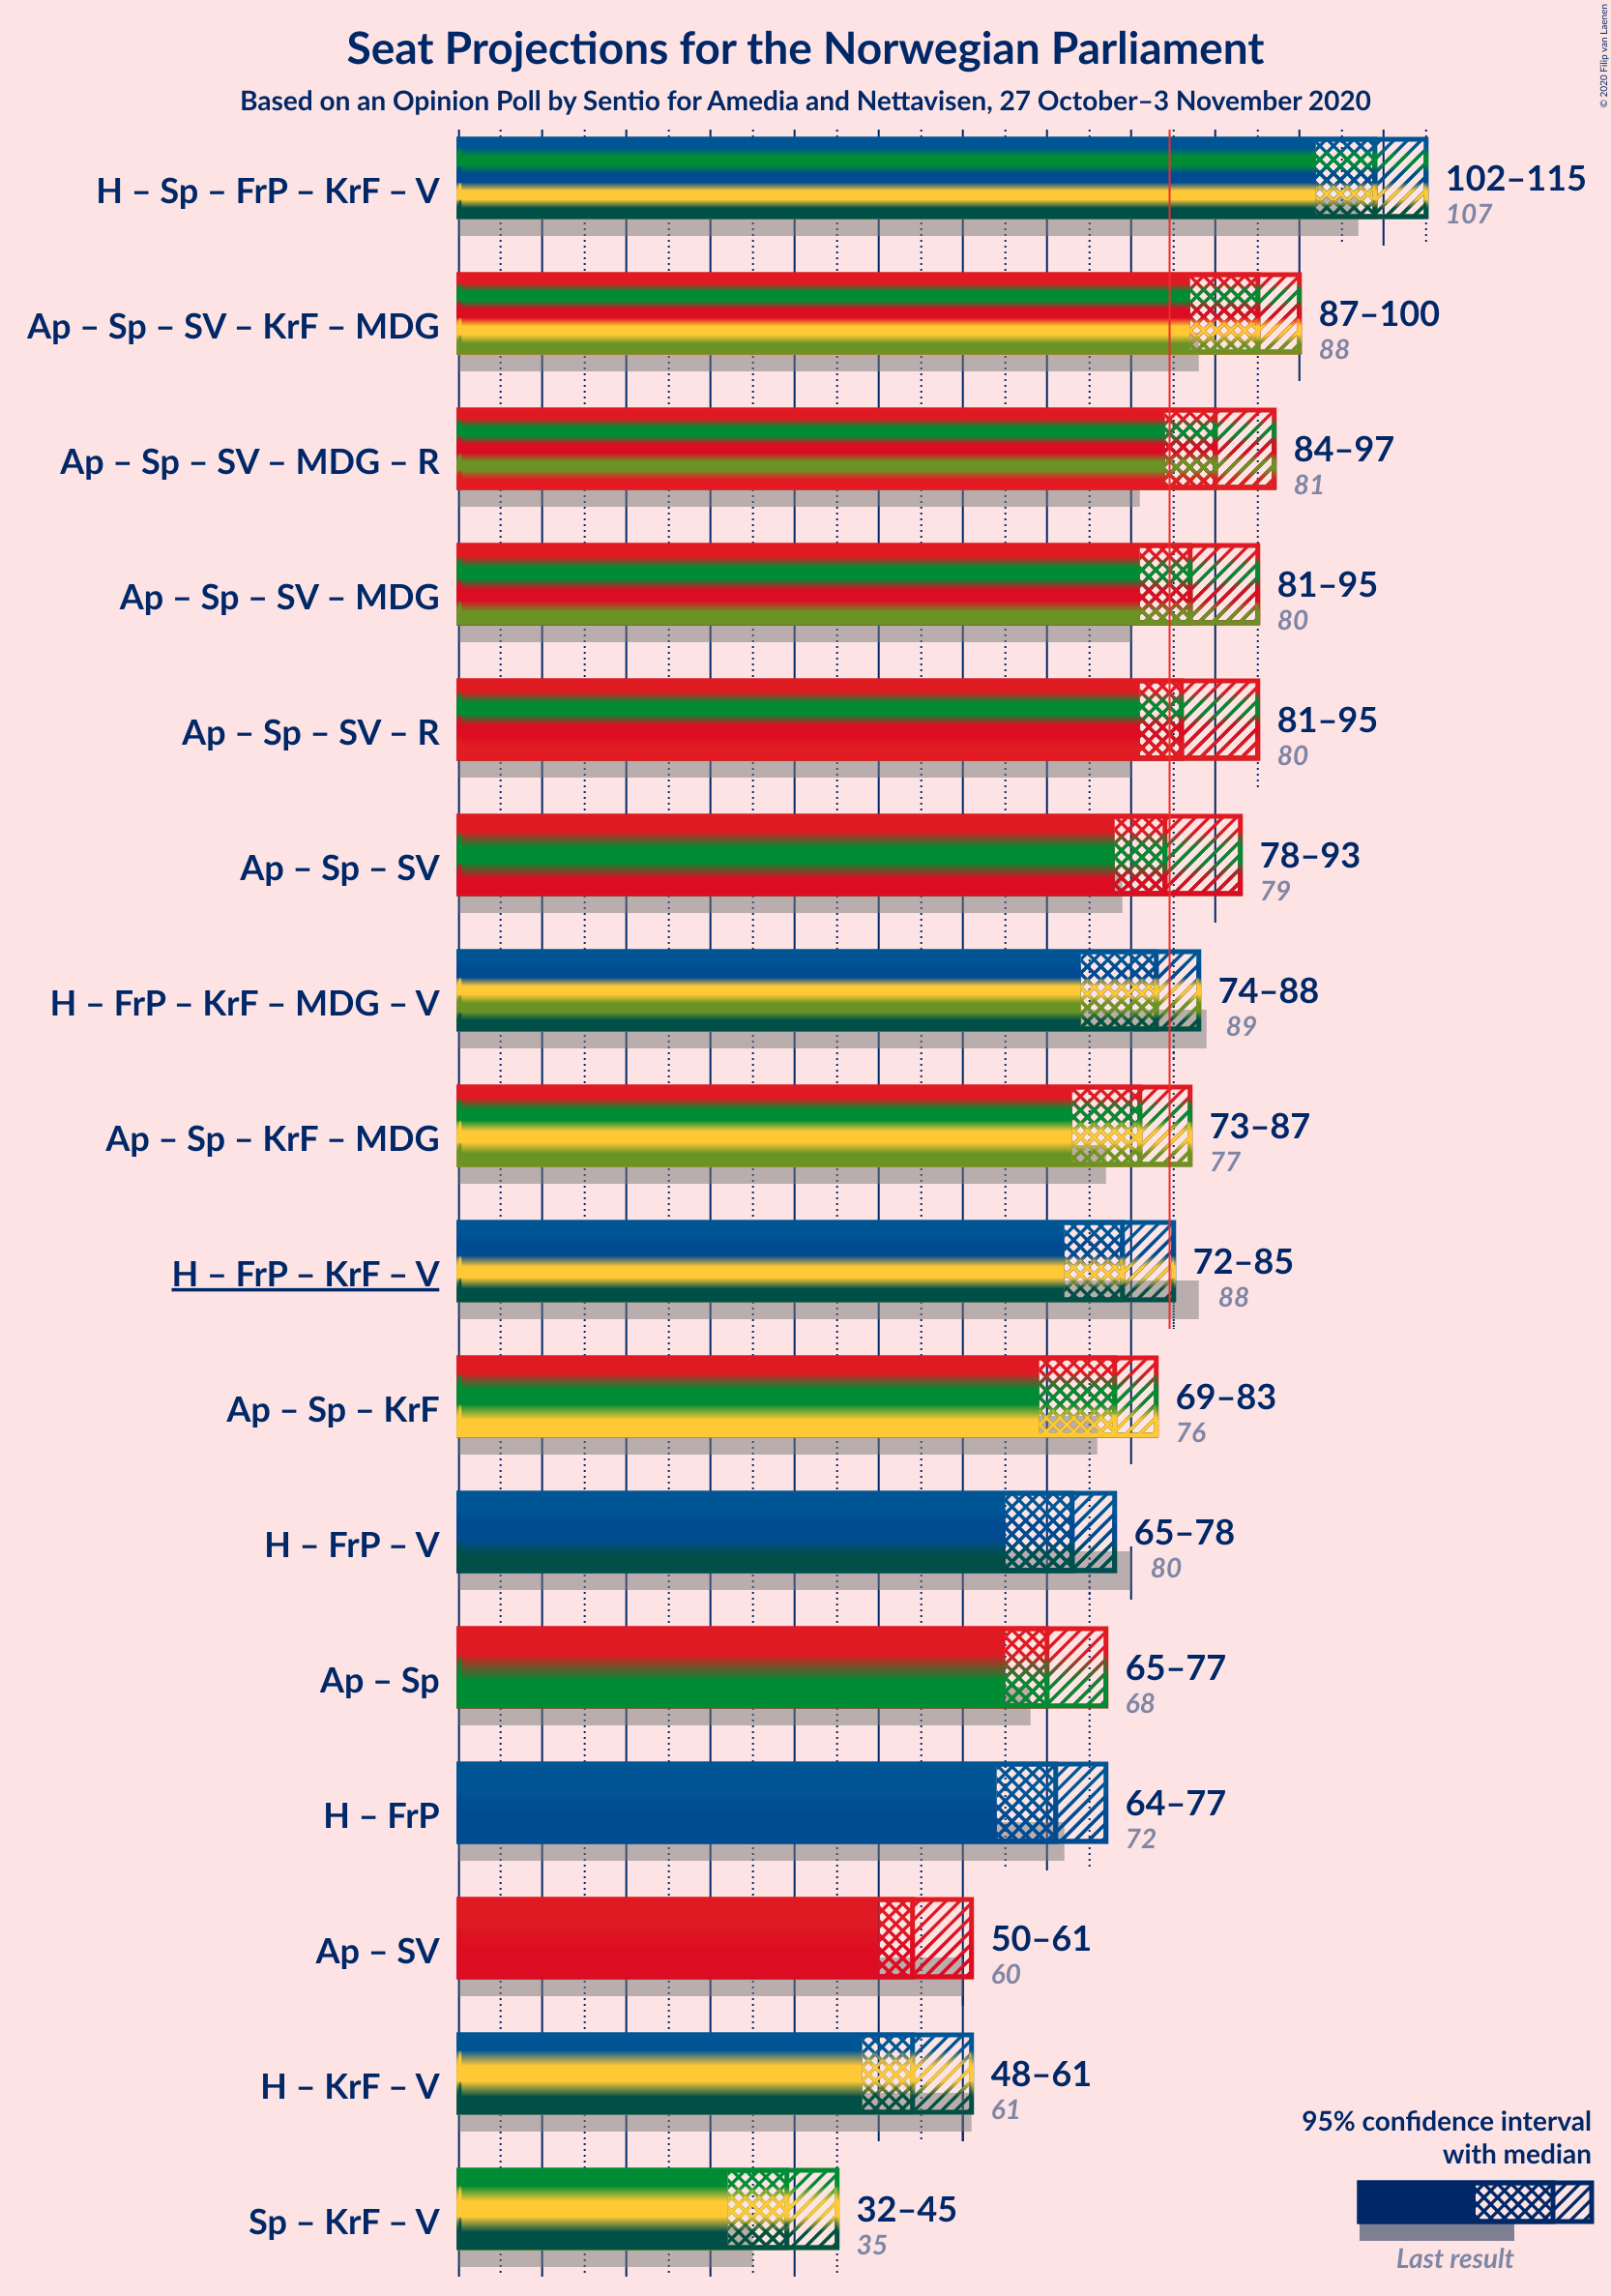 Seat Projections for the Norwegian Parliament
Based on an Opinion Poll by Sentio for Amedia and Nettavisen, 27 October–3 November 2020
© 2020 Filip van Laenen
H – Sp – FrP – KrF – V
102–115
107
Ap – Sp – SV – KrF – MDG
87–100
88
Ap – Sp – SV – MDG – R
84–97
81
Ap – Sp – SV – MDG
81–95
80
Ap – Sp – SV – R
81–95
80
Ap – Sp – SV
78–93
79
H – FrP – KrF – MDG – V
74–88
89
Ap – Sp – KrF – MDG
73–87
77
H – FrP – KrF – V
72–85
88
Ap – Sp – KrF
69–83
76
H – FrP – V
65–78
80
Ap – Sp
65–77
68
H – FrP
64–77
72
Ap – SV
50–61
60
H – KrF – V
48–61
61
Sp – KrF – V
32–45
35
95% confidence interval
with median
Last result